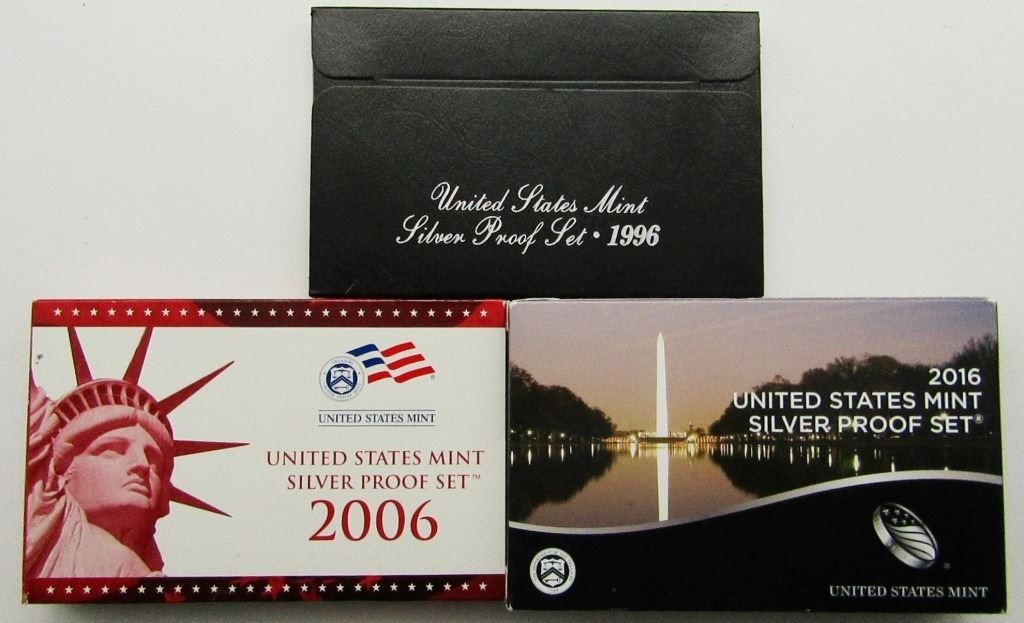 United States Mint
Silver Proof Set • 1996
UNITED STATES MINT
UNITED STATES MINT
SILVER PROOF SET™
2006
2016
UNITED STATES MINT
SILVER PROOF SET®
UNITED STATES MINT